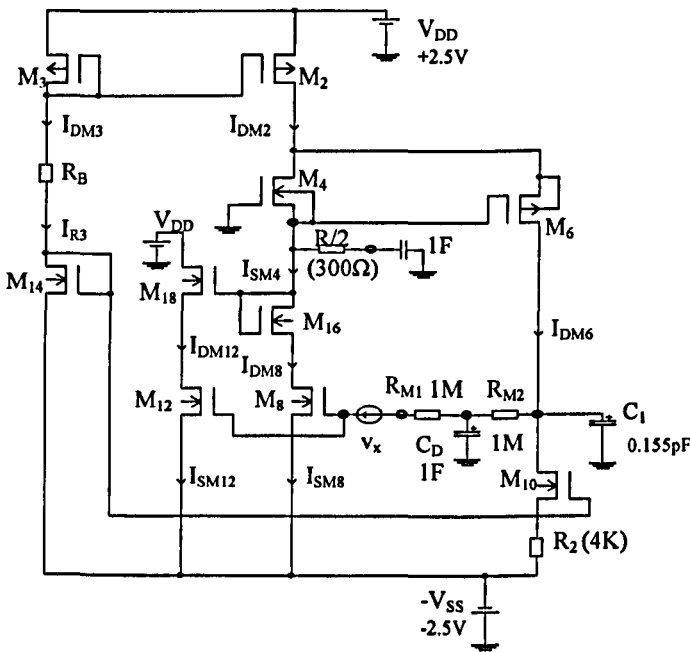 V_DD
+2.5V
M_3
M_2
I_DM3
I_DM2
R_B
M_4
M_6
V_DD
R/2
1F
(300Ω)
I_R3
I_SM4
M_14
M_18
M_16
I_DM12
I_DM8
I_DM6
R_M1 1M R_M2
M_12
M_8
v_x
C_D
1M
1F
C_1
0.155pF
M_10
I_SM12
I_SM8
R_2 (4K)
-V_SS
-2.5V